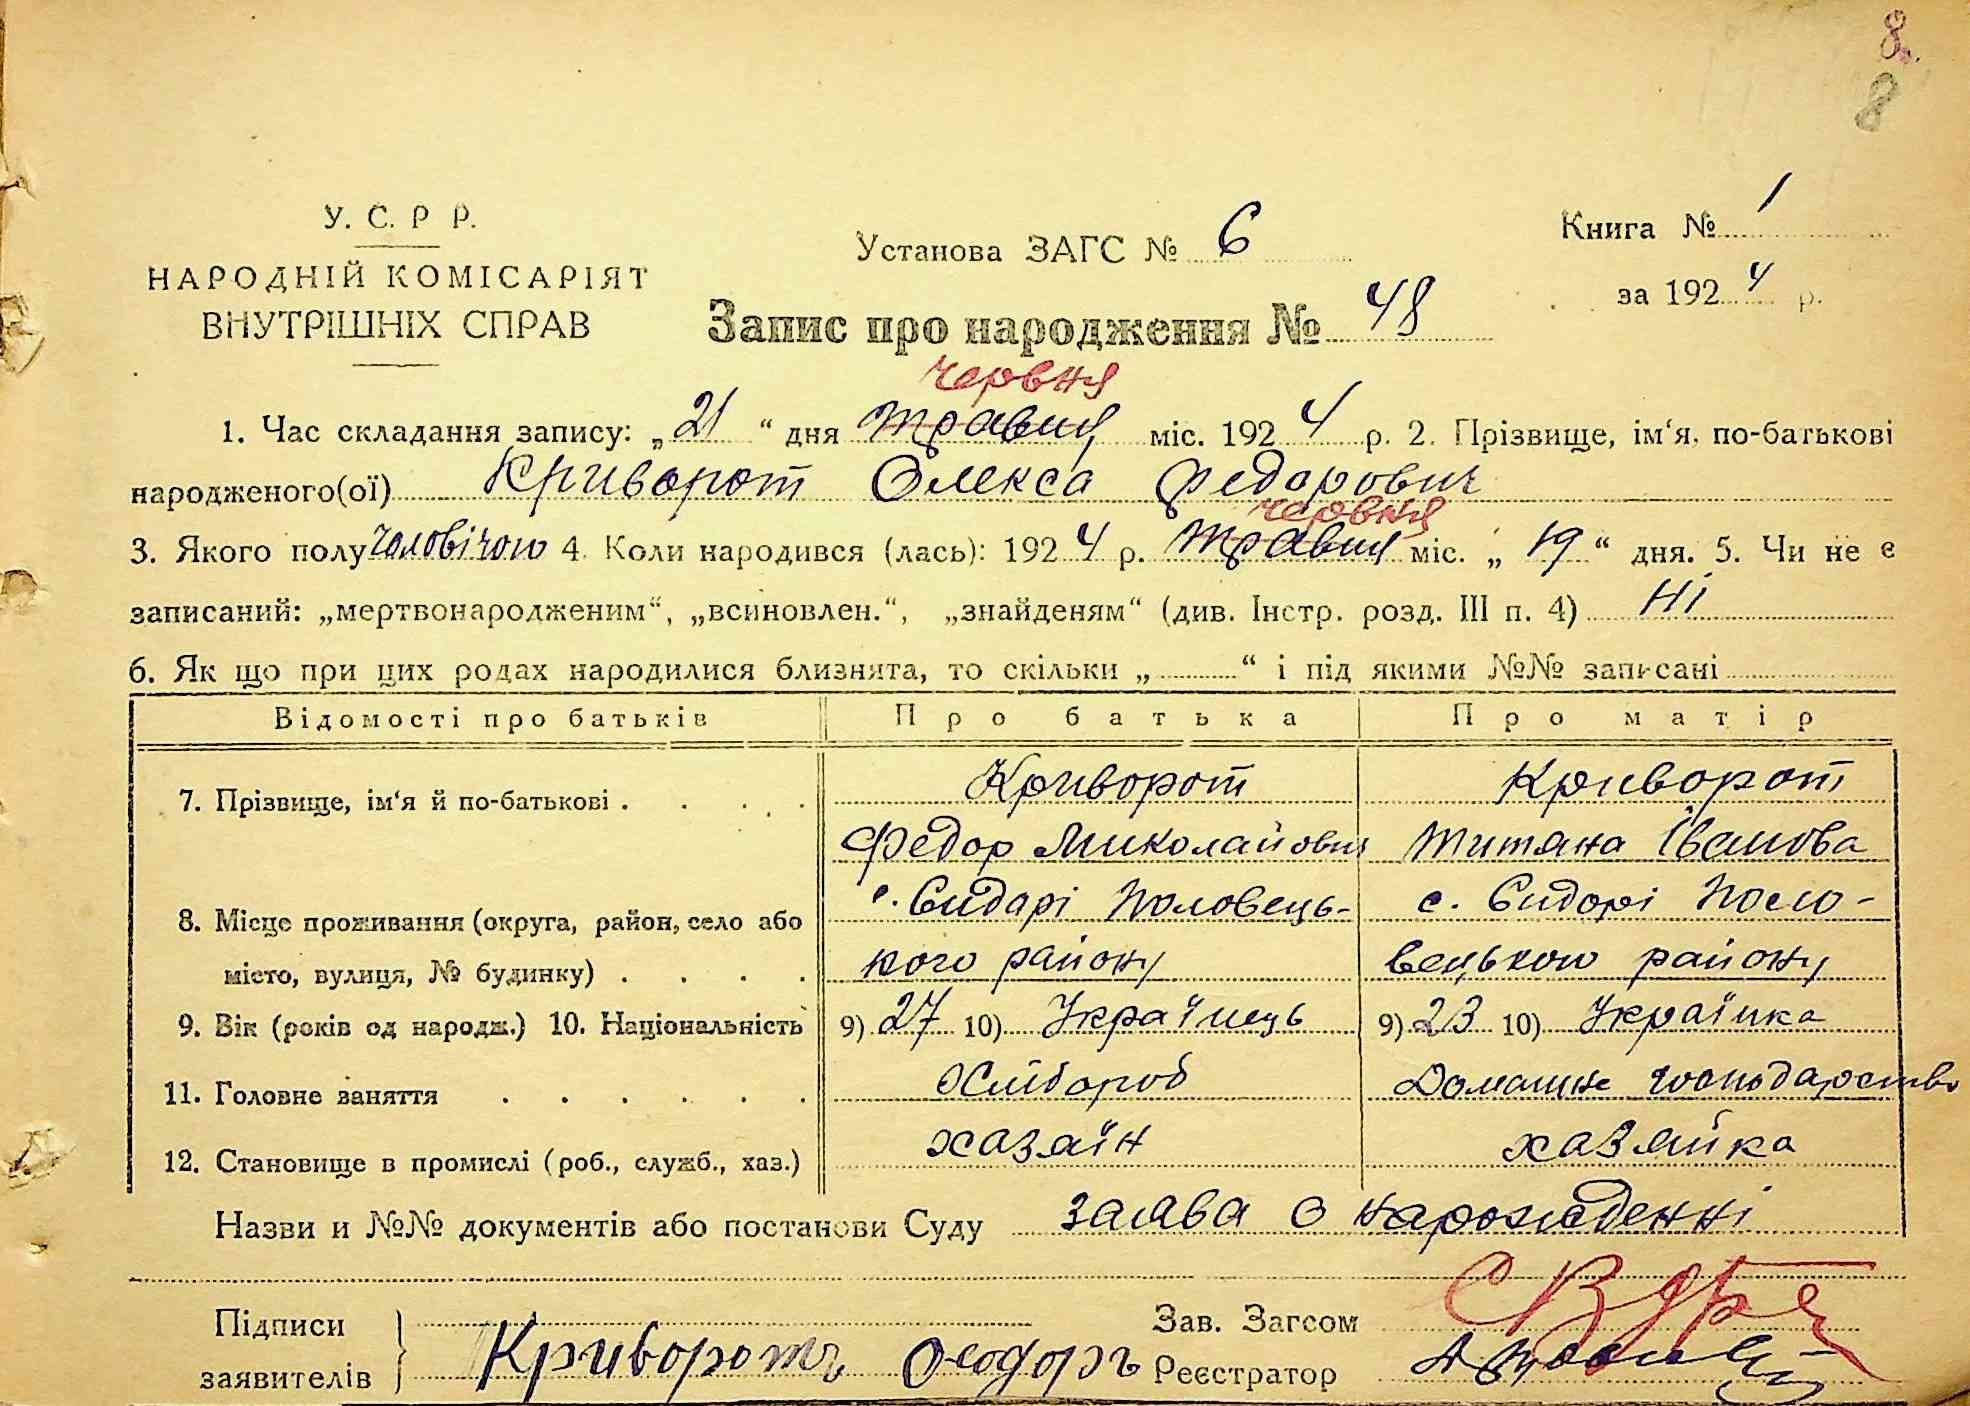 8.
8
У. С. Р Р.
НАРОДНІЙ КОМІСАРІЯТ
ВНУТРІШНІХ СПРАВ
Установа ЗАГС № 6
Книга № 1
за 1924 р.
Запис про народження № 48
червня
1. Час складання запису: „21“ дня травня міс. 1924 р. 2. Прізвище, ім‘я, по-батькові
народженого(ої) Криворот Олекса Федорович
червня
3. Якого полу чоловічого 4. Коли народився (лась): 1924 р. травня міс. „19“ дня. 5. Чи не є
записаний: „мертвонародженим“, „всиновлен.“, „знайденям“ (див. Інстр. розд. III п. 4) Ні
6. Як що при цих родах народилися близнята, то скільки „ “ і під якими №№ записані
Відомості про батьків Про батька Про матір
7. Прізвище, ім‘я й по-батькові . . . . Криворот Криворот
Федор Миколайович Титяна Іванова
8. Місце проживання (округа, район, село або с. Сидарі Половець- с. Сидорі Поло-
місто, вулиця, № будинку) . . . . кого району вецького району
9. Вік (років од народж.) 10. Національність 9) 27 10) Українець 9) 23 10) Українка
11. Головне заняття . . . . . . Хлібороб Домашне господарство
12. Становище в промислі (роб., служб., хаз.) хазяїн хазяйка
Назви и №№ документів або постанови Суду заява о нарожденні
Підписи
заявителів } Криворотъ Феодоръ
Зав. Загсом
Реєстратор